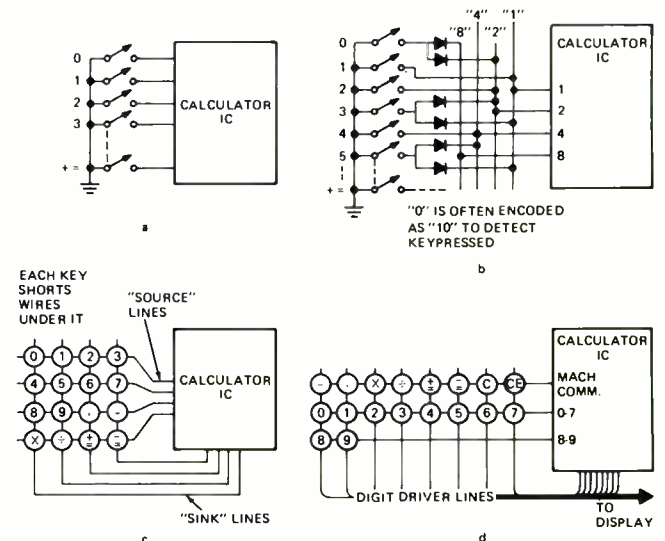 0
1
2
3
+ =
CALCULATOR
IC
a
"4" "1"
"8" "2"
0
1
2
3
4
5
+ =
CALCULATOR
IC
1
2
4
8
"0" IS OFTEN ENCODED
AS "10" TO DETECT
KEYPRESSED
b
EACH KEY
SHORTS
WIRES
UNDER IT
"SOURCE"
LINES
0 1 2 3
4 5 6 7
8 9 . -
X ÷ ± =
CALCULATOR
IC
"SINK" LINES
c
CALCULATOR
IC
- . X ÷ ± = C CE
MACH
COMM.
0 1 2 3 4 5 6 7
0-7
8 9
8-9
DIGIT DRIVER LINES
TO
DISPLAY
d